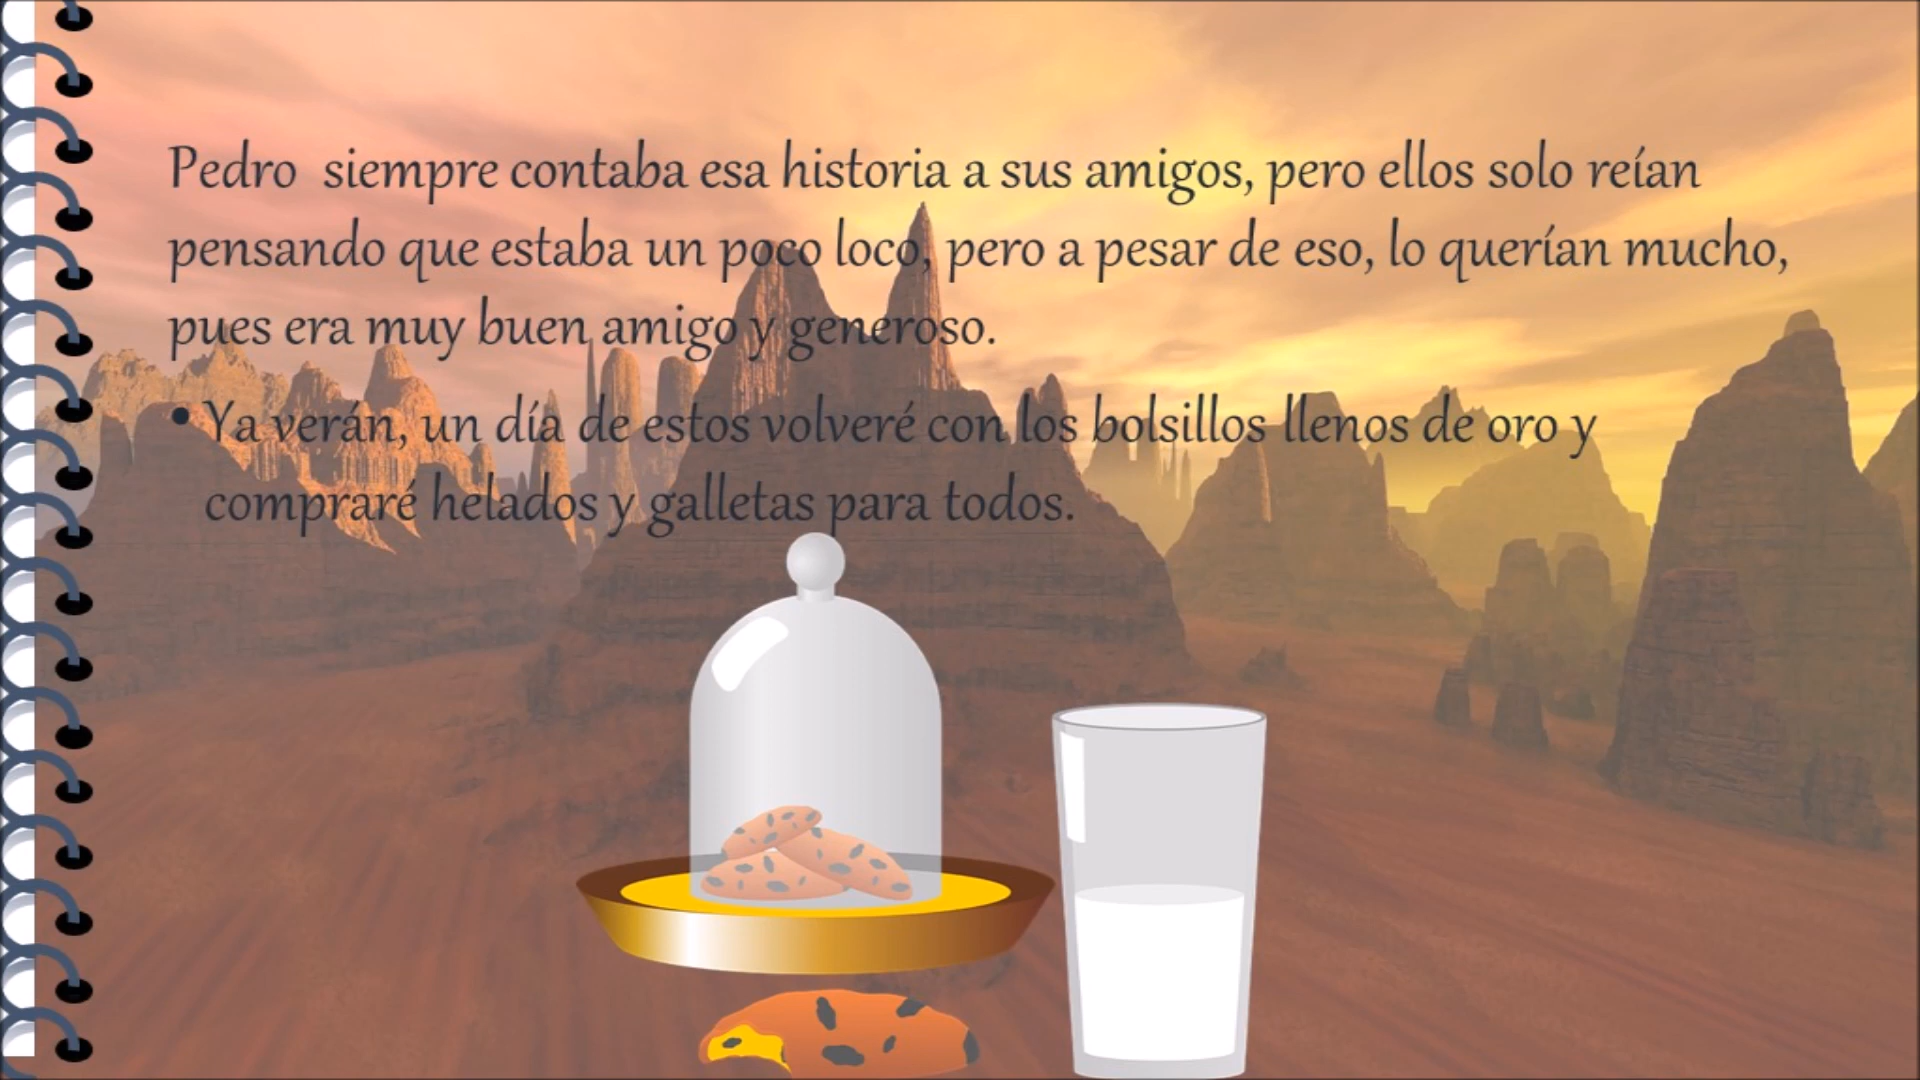 Pedro siempre contaba esa historia a sus amigos, pero ellos solo reían
pensando que estaba un poco loco, pero a pesar de eso, lo querían mucho,
pues era muy buen amigo y generoso.
• Ya verán, un día de estos volveré con los bolsillos llenos de oro y
compraré helados y galletas para todos.